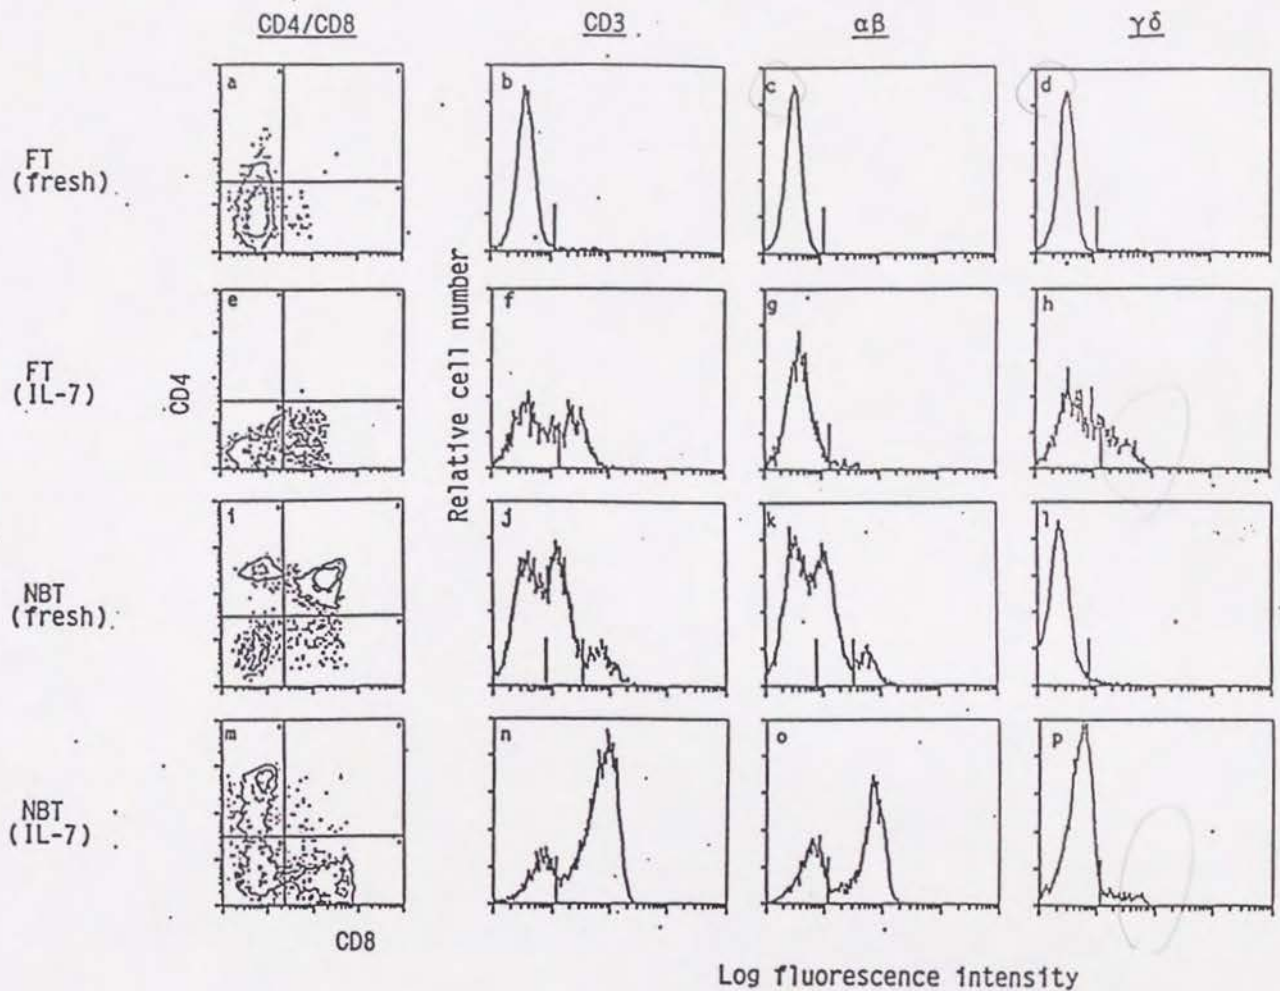 CD4/CD8 CD3 αβ γδ
a b c d
FT
(fresh)
e f g h
FT
(IL-7)
CD4
Relative cell number
i j k l
NBT
(fresh)
m n o p
NBT
(IL-7)
CD8
Log fluorescence intensity